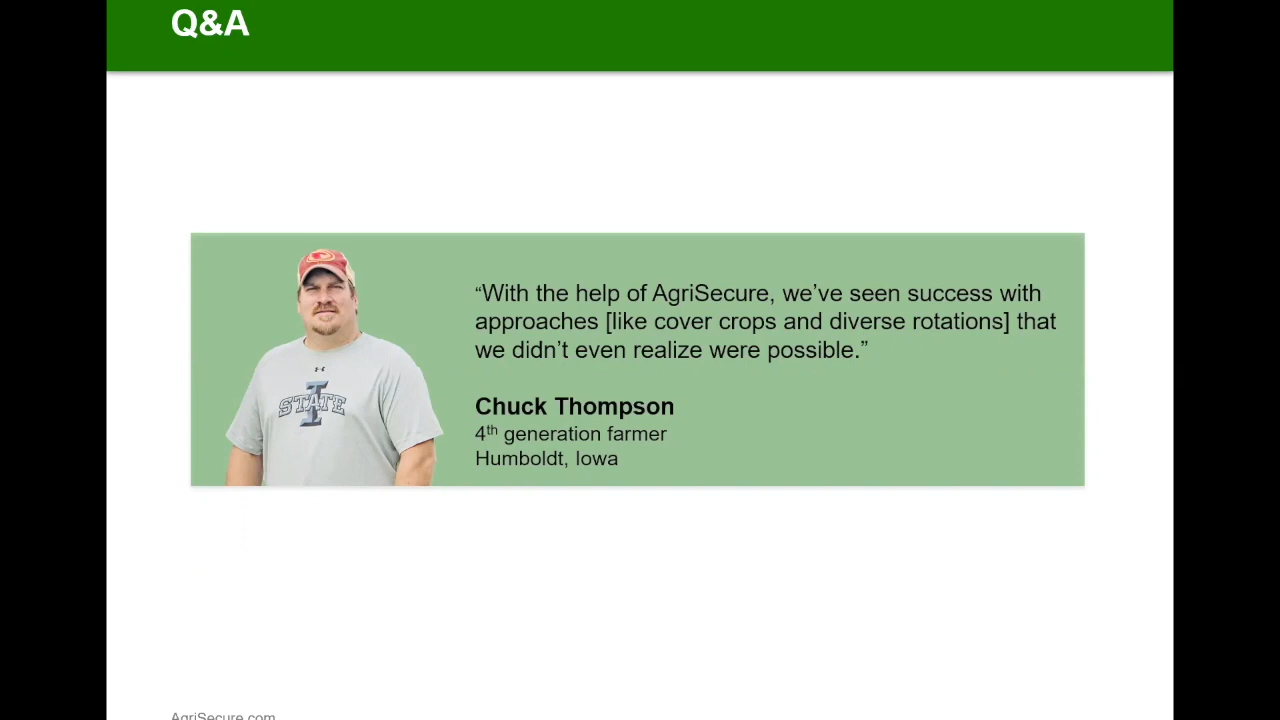 Q&A
“With the help of AgriSecure, we’ve seen success with
approaches [like cover crops and diverse rotations] that
we didn’t even realize were possible.”
I
STATE
Chuck Thompson
4th generation farmer
Humboldt, Iowa
AgriSecure.com